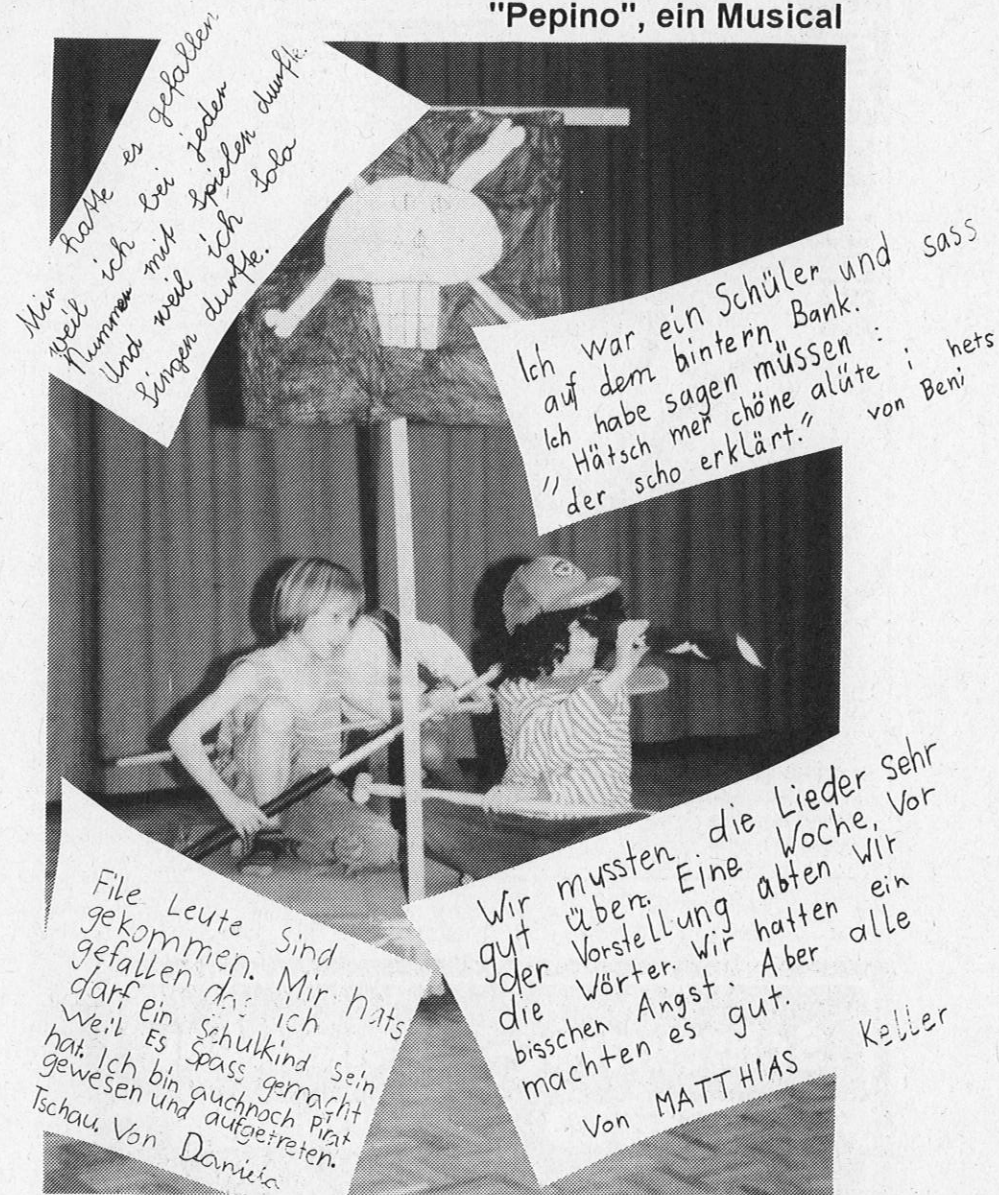 "Pepino", ein Musical
Mir hatte es gefallen
weil ich bei jeder
Nummer mit Spielen durfte.
Und weil ich Solo
Singen durfte.
Ich war ein Schüler und sass
auf dem hintern Bank.
Ich habe sagen müssen :
"Hätsch mer chöne alüte i hets
der scho erklärt." von Beni
File Leute Sind
gekommen. Mir hats
gefallen das ich
darf ein Schulkind sein
weil Es Spass gemacht
hat. Ich bin auchnoch Pirat
gewesen und aufgetreten.
Tschau. Von Daniela
Wir mussten die Lieder sehr
gut üben. Eine Woche vor
der Vorstellung abten wir
die Wörter. Wir hatten ein
bisschen Angst. Aber alle
machten es gut.
Von MATTHIAS Keller